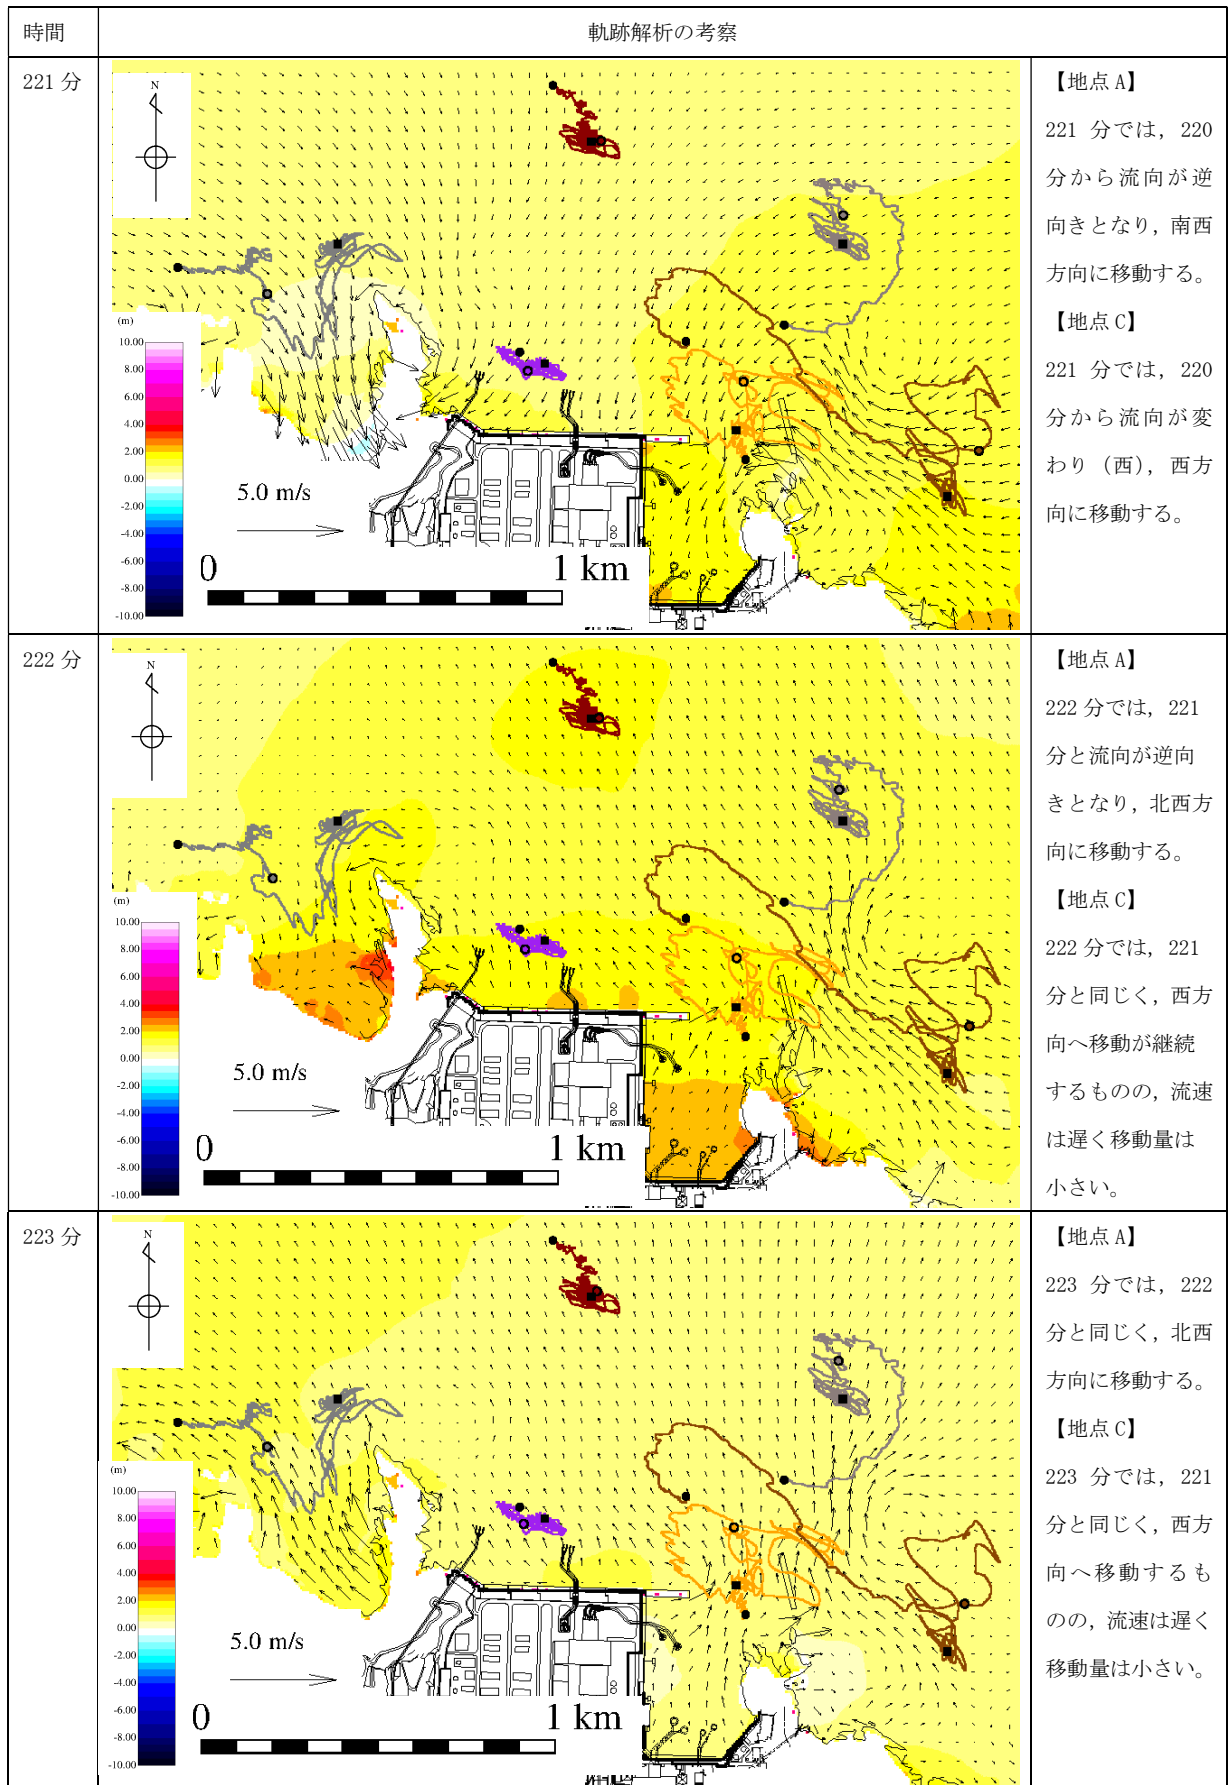 時間
軌跡解析の考察
221 分
N
(m)
10.00
8.00
6.00
4.00
2.00
0.00
-2.00
-4.00
-6.00
-8.00
-10.00
5.0 m/s
0
1 km
【地点 A】
221 分では，220
分から流向が逆
向きとなり，南西
方向に移動する。
【地点 C】
221 分では，220
分から流向が変
わり（西），西方
向に移動する。
222 分
N
(m)
10.00
8.00
6.00
4.00
2.00
0.00
-2.00
-4.00
-6.00
-8.00
-10.00
5.0 m/s
0
1 km
【地点 A】
222 分では，221
分と流向が逆向
きとなり，北西方
向に移動する。
【地点 C】
222 分では，221
分と同じく，西方
向へ移動が継続
するものの，流速
は遅く移動量は
小さい。
223 分
N
(m)
10.00
8.00
6.00
4.00
2.00
0.00
-2.00
-4.00
-6.00
-8.00
-10.00
5.0 m/s
0
1 km
【地点 A】
223 分では，222
分と同じく，北西
方向に移動する。
【地点 C】
223 分では，221
分と同じく，西方
向へ移動するも
のの，流速は遅く
移動量は小さい。